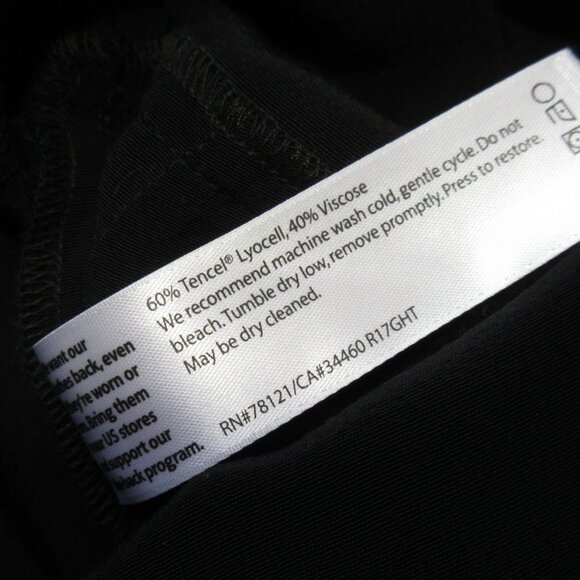 60% Tencel® Lyocell, 40% Viscose
We recommend machine wash cold, gentle cycle. Do not
bleach. Tumble dry low, remove promptly. Press to restore.
May be dry cleaned.
RN#78121/CA#34460 R17GHT
want our
back, even
worn or
Bring them
US stores
support our
back program.